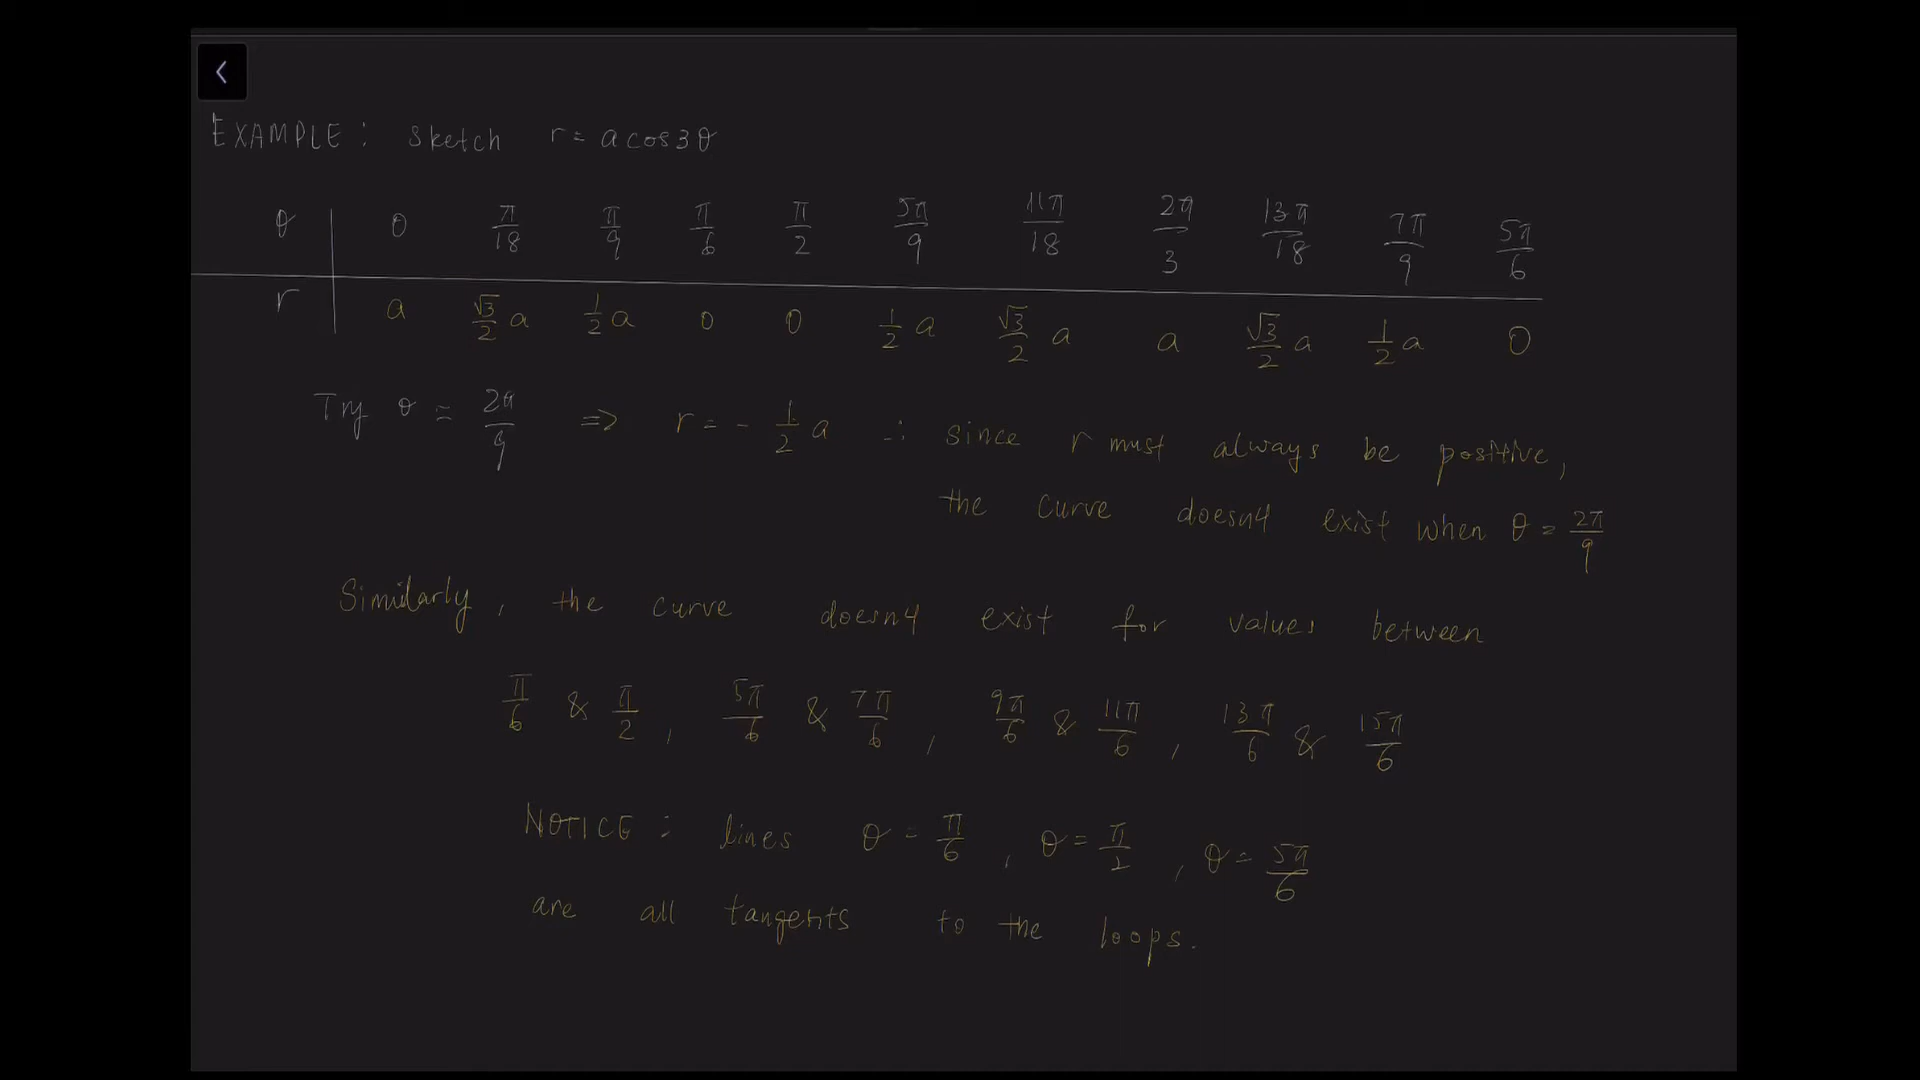 EXAMPLE : sketch r = a cos3θ
θ 0 π/18 π/9 π/6 π/2 5π/9 11π/18 2π/3 13π/18 7π/9 5π/6
r a √3/2 a 1/2 a 0 0 1/2 a √3/2 a a √3/2 a 1/2 a 0
Try θ = 2π/9 => r = - 1/2 a ∴ since r must always be positive,
the curve doesn4 exist when θ = 2π/9
Similarly, the curve doesn4 exist for values between
π/6 & π/2 , 5π/6 & 7π/6 , 9π/6 & 11π/6 , 13π/6 & 15π/6
NOTICE : lines θ = π/6 , θ = π/2 , θ = 5π/6
are all tangents to the loops.